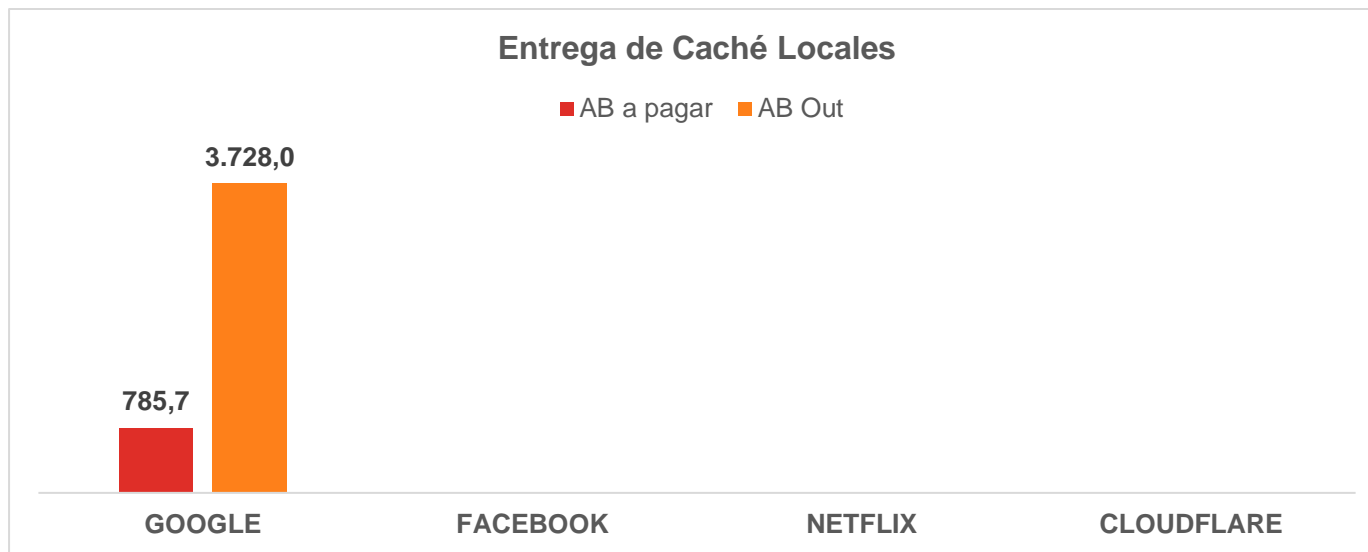 Entrega de Caché Locales
AB a pagar AB Out
3.728,0
785,7
GOOGLE FACEBOOK NETFLIX CLOUDFLARE